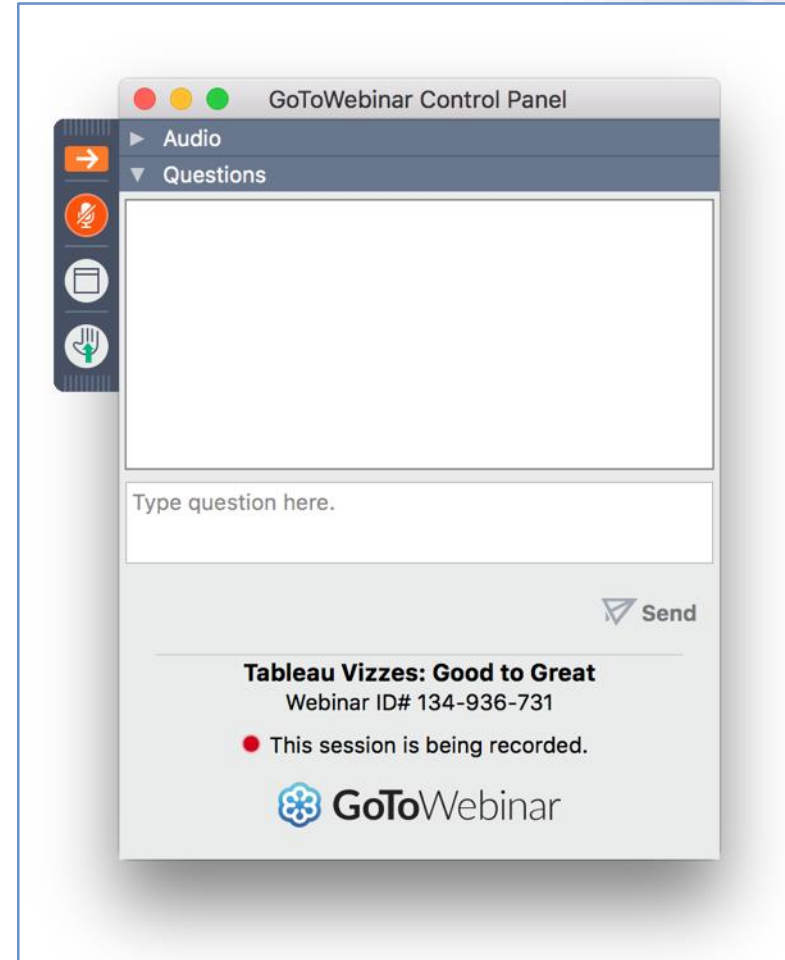 GoToWebinar Control Panel
Audio
Questions
Type question here.
Send
Tableau Vizzes: Good to Great
Webinar ID# 134-936-731
This session is being recorded.
GoToWebinar